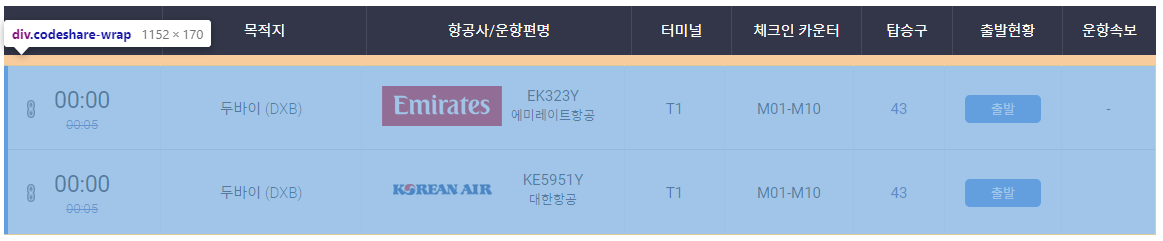 div.codeshare-wrap 1152 × 170
목적지 항공사/운항편명 터미널 체크인 카운터 탑승구 출발현황 운항속보
00:00
00:05
두바이 (DXB)
Emirates
EK323Y
에미레이트항공
T1
M01-M10
43
출발
-
00:00
00:05
두바이 (DXB)
KOREAN AIR
KE5951Y
대한항공
T1
M01-M10
43
출발